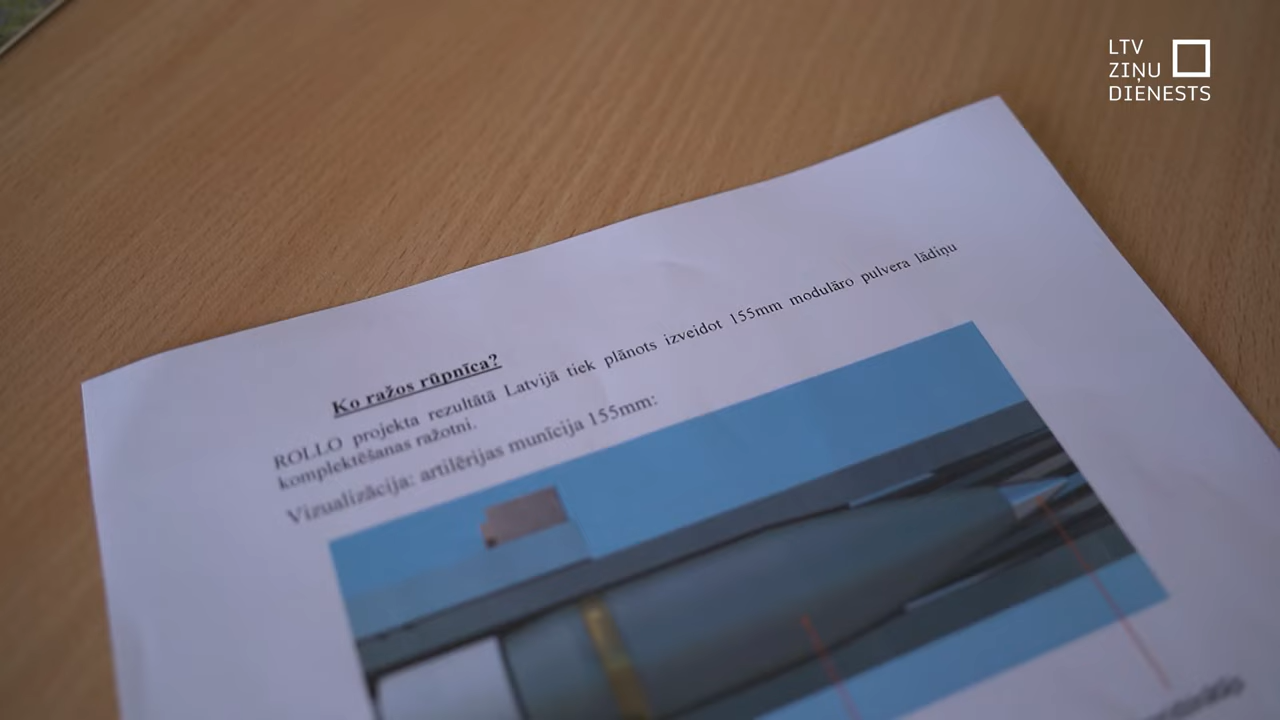 LTV
ZIŅU
DIENESTS
Ko ražos rūpnīca?
ROLLO projekta rezultātā Latvijā tiek plānots izveidot 155mm modulāro pulvera lādiņu
komplektēšanas ražotni.
Vizualizācija: artilērijas munīcija 155mm: